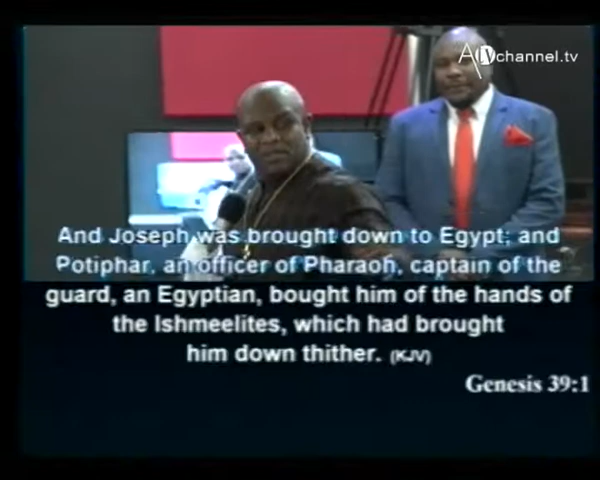 ATV channel.tv
And Joseph was brought down to Egypt; and
Potiphar, an officer of Pharaoh, captain of the
guard, an Egyptian, bought him of the hands of
the Ishmeelites, which had brought
him down thither. (KJV)
Genesis 39:1